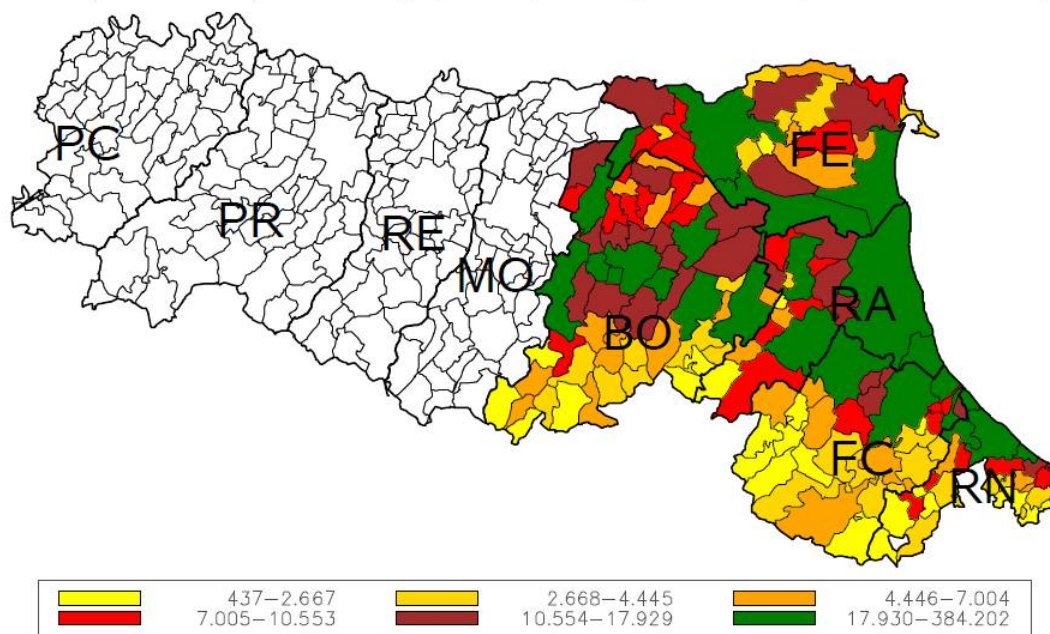 PC
PR
RE
MO
BO
FE
RA
FC
RN
437-2.667 2.668-4.445 4.446-7.004
7.005-10.553 10.554-17.929 17.930-384.202